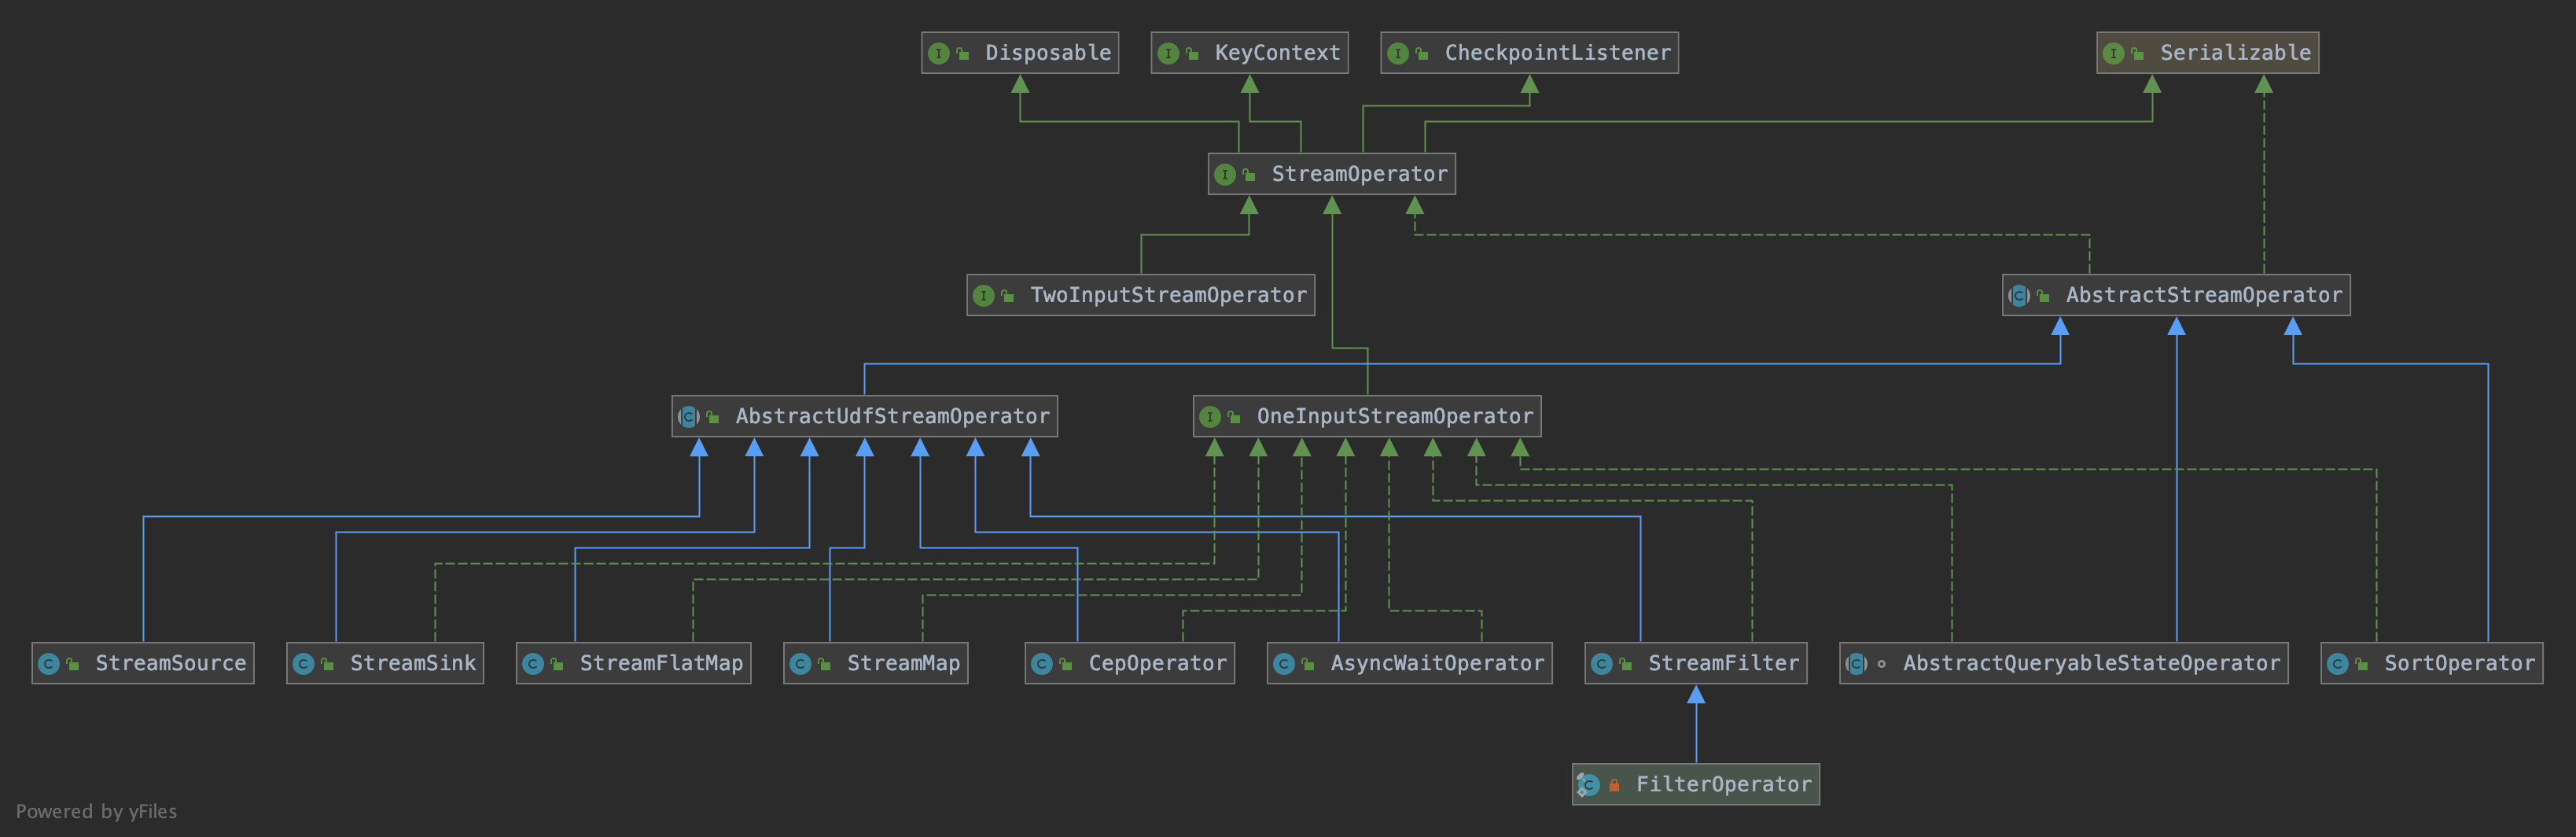 Disposable
KeyContext
CheckpointListener
Serializable
StreamOperator
TwoInputStreamOperator
AbstractStreamOperator
AbstractUdfStreamOperator
OneInputStreamOperator
StreamSource
StreamSink
StreamFlatMap
StreamMap
CepOperator
AsyncWaitOperator
StreamFilter
AbstractQueryableStateOperator
SortOperator
FilterOperator
Powered by yFiles